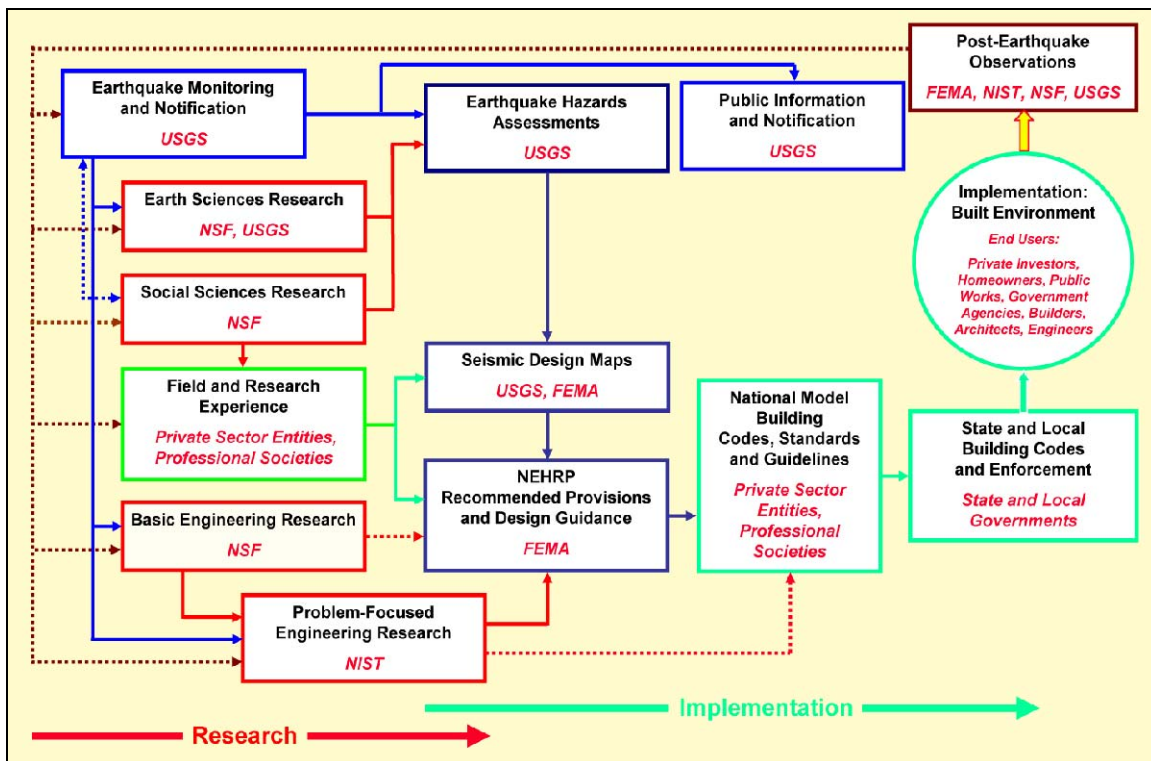 Earthquake Monitoring
and Notification
USGS
Earthquake Hazards
Assessments
USGS
Public Information
and Notification
USGS
Post-Earthquake
Observations
FEMA, NIST, NSF, USGS
Earth Sciences Research
NSF, USGS
Social Sciences Research
NSF
Field and Research
Experience
Private Sector Entities,
Professional Societies
Basic Engineering Research
NSF
Problem-Focused
Engineering Research
NIST
Seismic Design Maps
USGS, FEMA
NEHRP
Recommended Provisions
and Design Guidance
FEMA
National Model
Building
Codes, Standards
and Guidelines
Private Sector
Entities,
Professional
Societies
State and Local
Building Codes
and Enforcement
State and Local
Governments
Implementation:
Built Environment
End Users:
Private Investors,
Homeowners, Public
Works, Government
Agencies, Builders,
Architects, Engineers
Implementation
Research